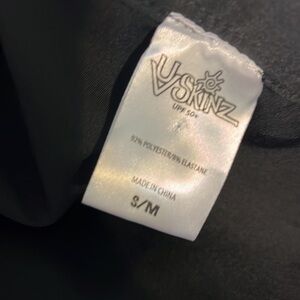 UV SKINZ
UPF 50+
92% POLYESTER/8% ELASTANE
MADE IN CHINA
S/M